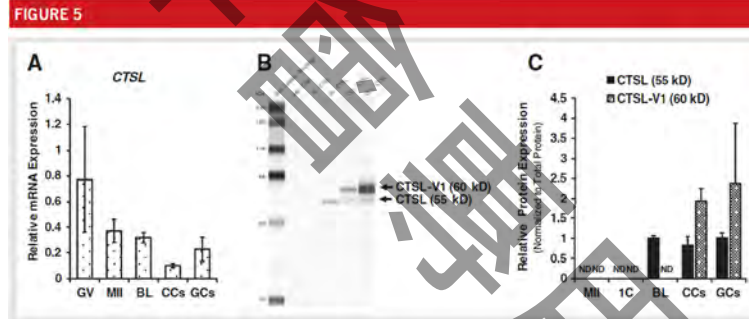 FIGURE 5
A
CTSL
Relative mRNA Expression
1.4
1.2
1
0.8
0.6
0.4
0.2
0
GV MII BL CCs GCs
B
CTSL-V1 (60 kD)
CTSL (55 kD)
C
CTSL (55 kD)
CTSL-V1 (60 kD)
Relative Protein Expression
(Normalized to Total Protein)
4.5
4
3.5
3
2.5
2
1.5
1
0.5
0
ND ND ND ND ND
MII 1C BL CCs GCs